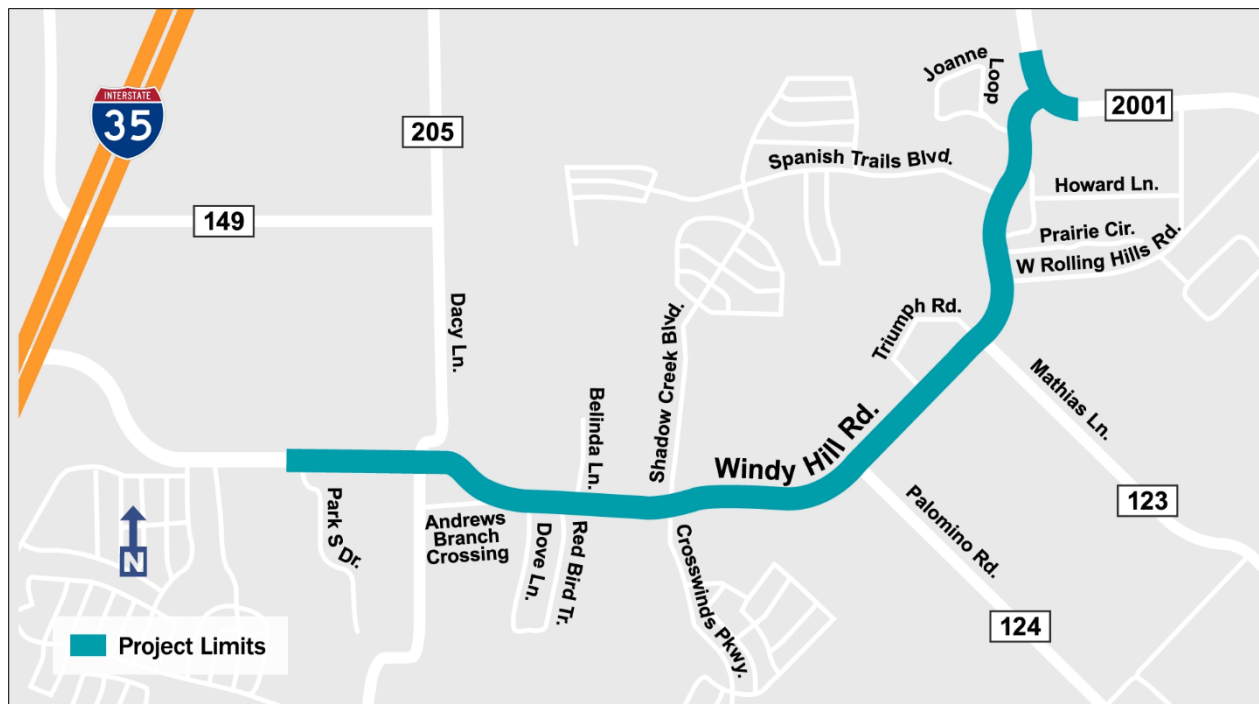 Joanne
Loop
INTERSTATE
35
205
2001
Spanish Trails Blvd.
Howard Ln.
149
Prairie Cir.
W Rolling Hills Rd.
Dacy Ln.
Shadow Creek Blvd.
Triumph Rd.
Belinda Ln.
Mathias Ln.
Windy Hill Rd.
Park S Dr.
Andrews
Branch
Crossing
Dove Ln.
Red Bird Tr.
Crosswinds Pkwy.
Palomino Rd.
123
N
124
Project Limits